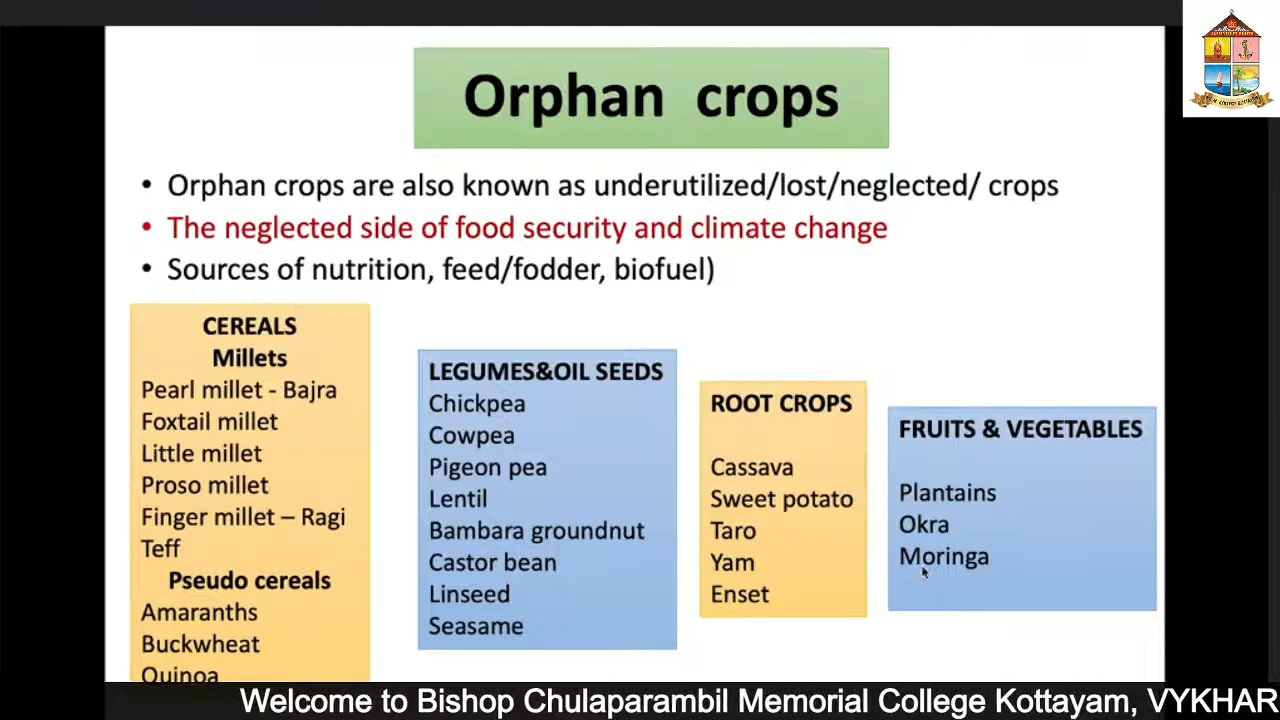 Orphan crops
• Orphan crops are also known as underutilized/lost/neglected/ crops
• The neglected side of food security and climate change
• Sources of nutrition, feed/fodder, biofuel)
CEREALS
Millets
Pearl millet - Bajra
Foxtail millet
Little millet
Proso millet
Finger millet – Ragi
Teff
Pseudo cereals
Amaranths
Buckwheat
Quinoa
LEGUMES&OIL SEEDS
Chickpea
Cowpea
Pigeon pea
Lentil
Bambara groundnut
Castor bean
Linseed
Seasame
ROOT CROPS
Cassava
Sweet potato
Taro
Yam
Enset
FRUITS & VEGETABLES
Plantains
Okra
Moringa
Welcome to Bishop Chulaparambil Memorial College Kottayam, VYKHAR